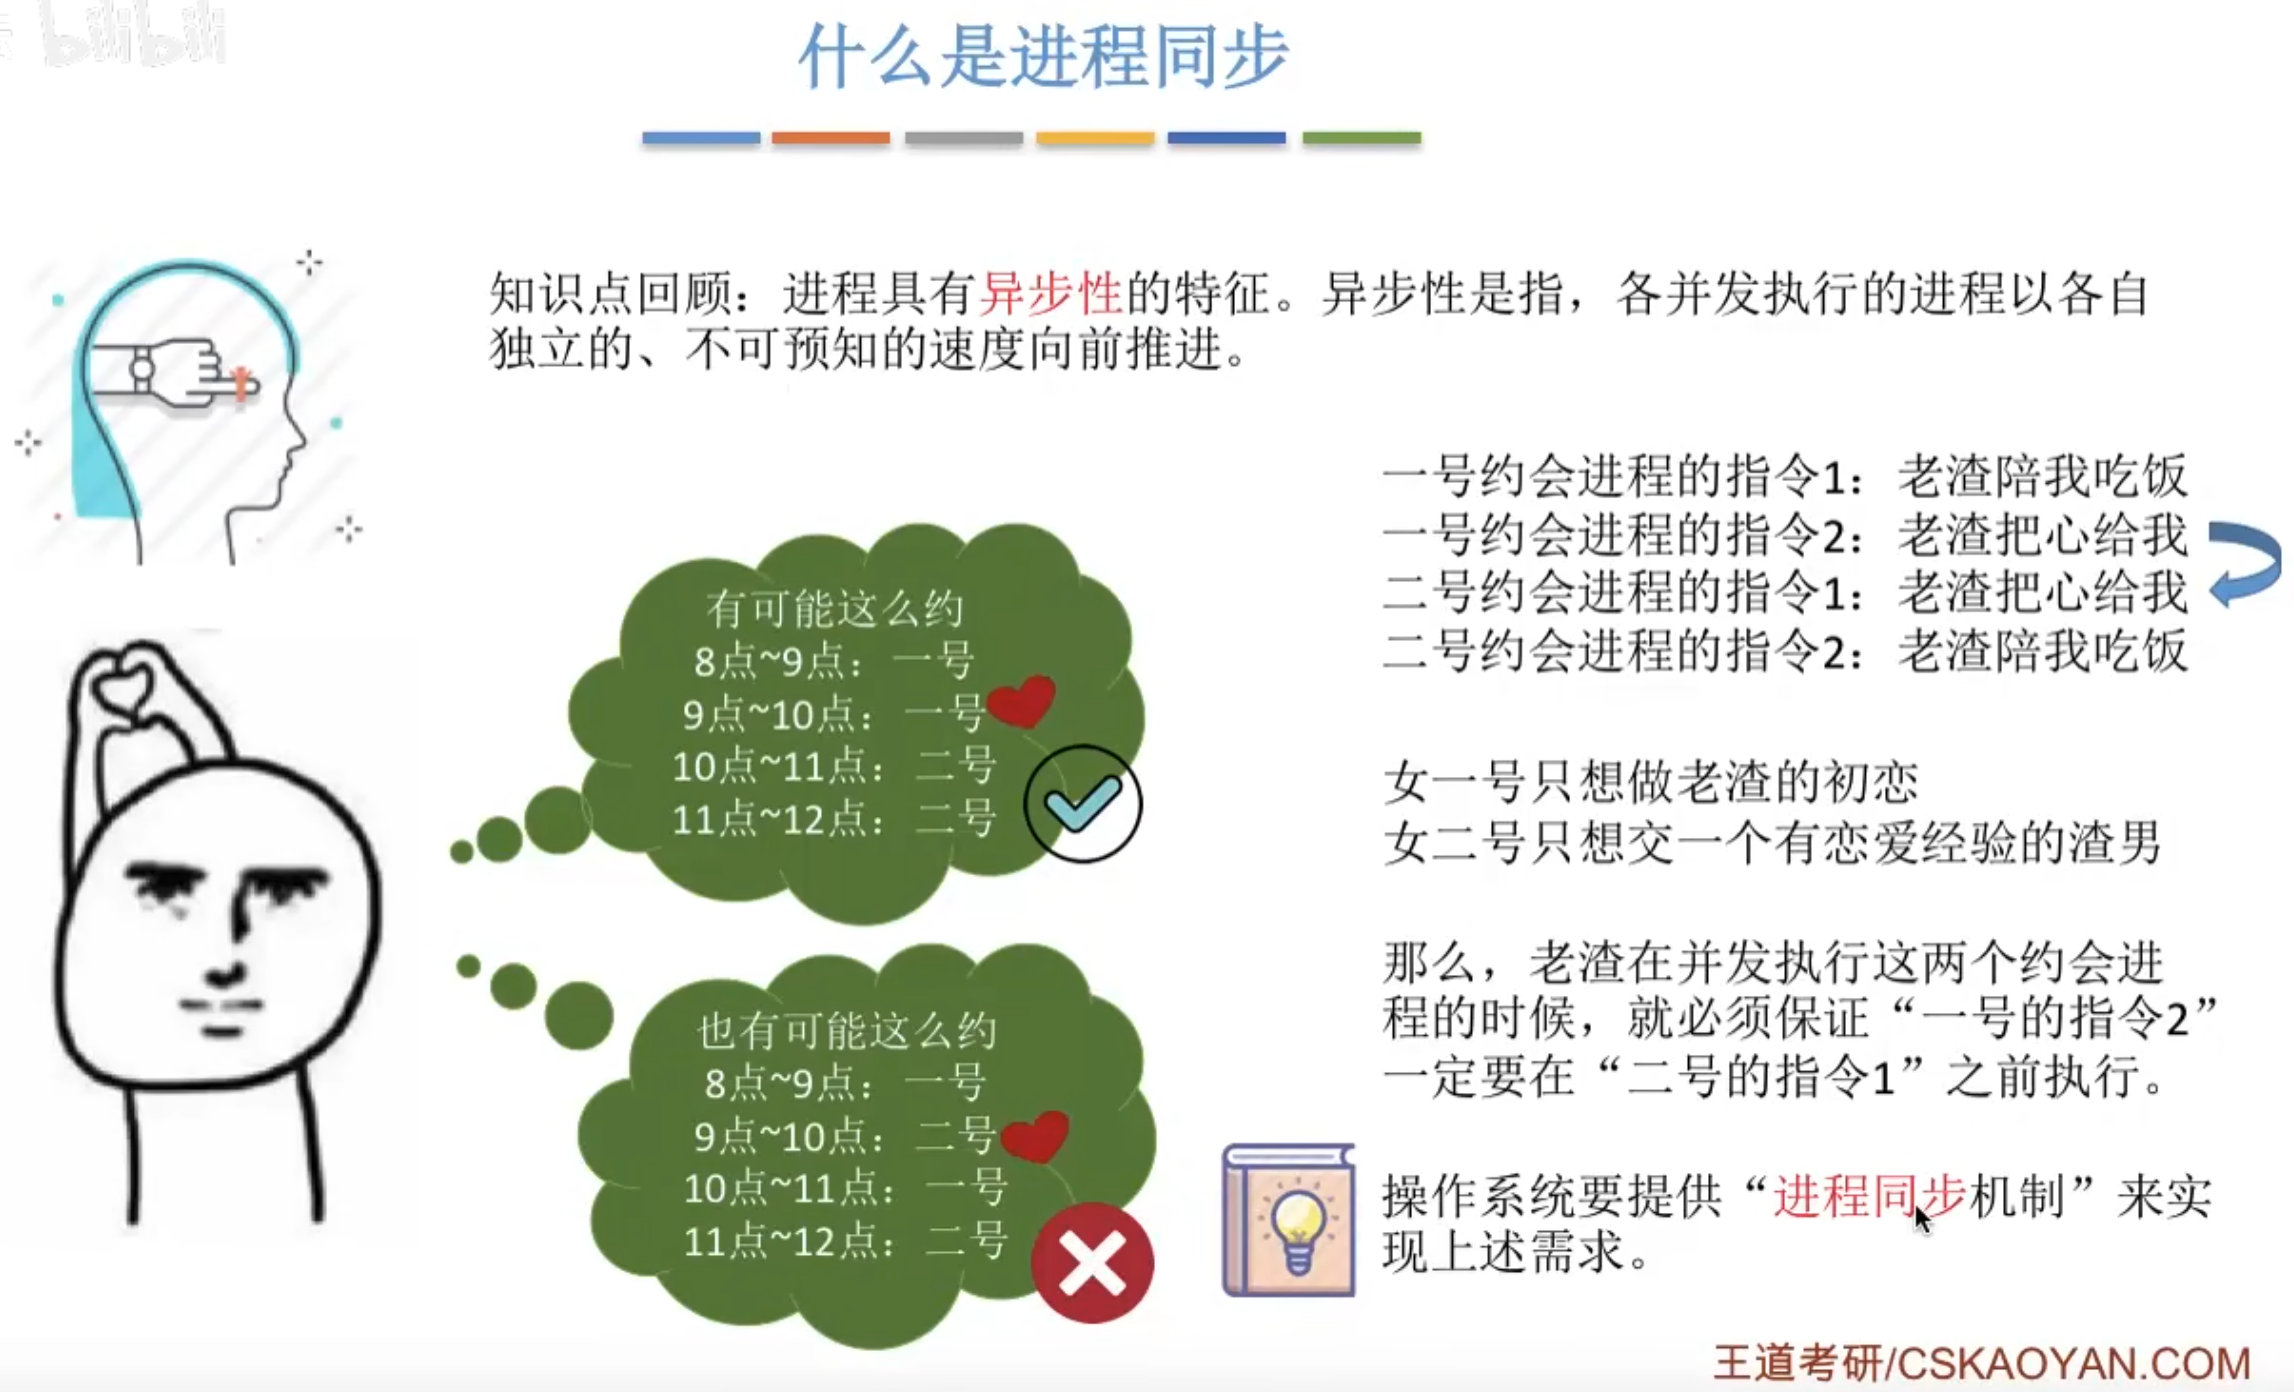 bilibili
什么是进程同步
知识点回顾：进程具有异步性的特征。异步性是指，各并发执行的进程以各自
独立的、不可预知的速度向前推进。
一号约会进程的指令1：老渣陪我吃饭
一号约会进程的指令2：老渣把心给我
二号约会进程的指令1：老渣把心给我
二号约会进程的指令2：老渣陪我吃饭
有可能这么约
8点~9点：一号
9点~10点：一号
10点~11点：二号
11点~12点：二号
女一号只想做老渣的初恋
女二号只想交一个有恋爱经验的渣男
那么，老渣在并发执行这两个约会进
程的时候，就必须保证“一号的指令2”
一定要在“二号的指令1”之前执行。
也有可能这么约
8点~9点：一号
9点~10点：二号
10点~11点：一号
11点~12点：二号
操作系统要提供“进程同步机制”来实
现上述需求。
王道考研/CSKAOYAN.COM